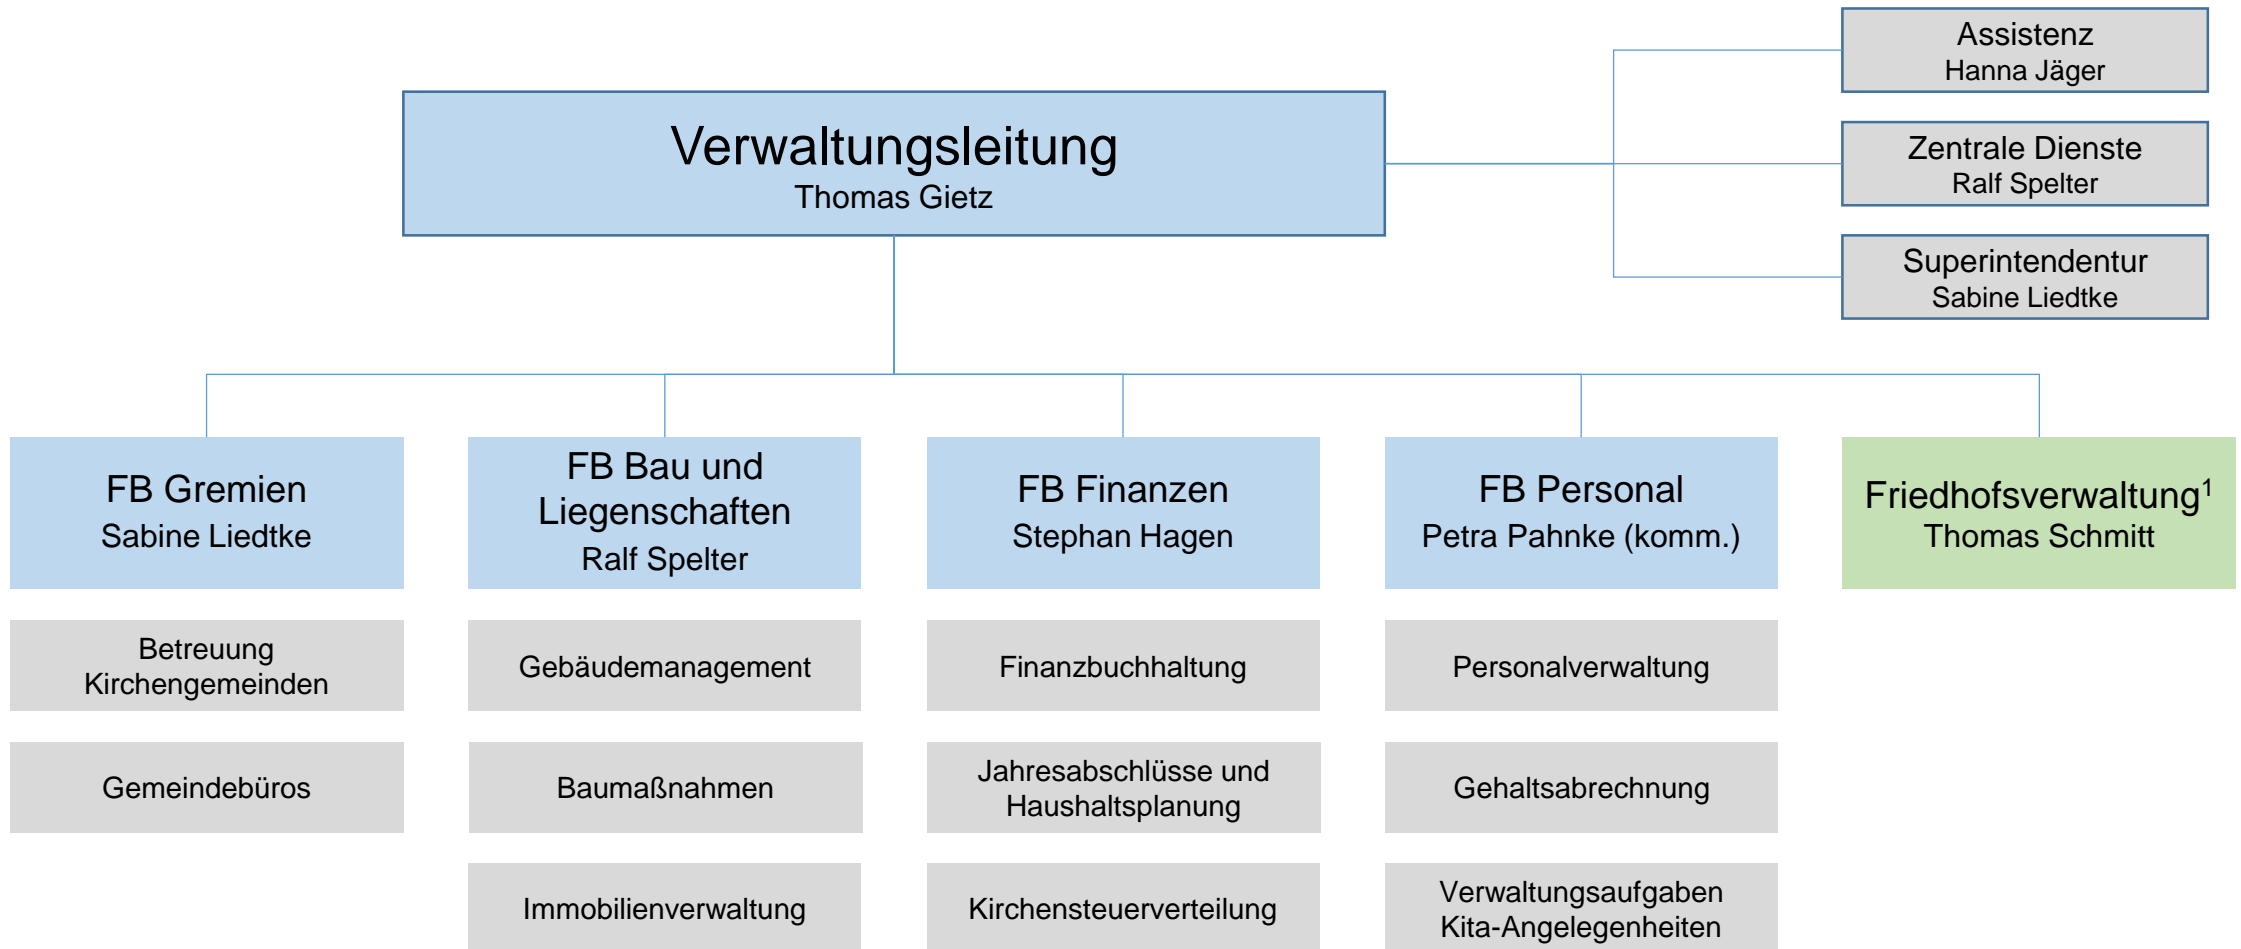 Assistenz
Hanna Jäger
Verwaltungsleitung
Thomas Gietz
Zentrale Dienste
Ralf Spelter
Superintendentur
Sabine Liedtke
FB Gremien
Sabine Liedtke
FB Bau und
Liegenschaften
Ralf Spelter
FB Finanzen
Stephan Hagen
FB Personal
Petra Pahnke (komm.)
Friedhofsverwaltung¹
Thomas Schmitt
Betreuung
Kirchengemeinden
Gebäudemanagement
Finanzbuchhaltung
Personalverwaltung
Gemeindebüros
Baumaßnahmen
Jahresabschlüsse und
Haushaltsplanung
Gehaltsabrechnung
Immobilienverwaltung
Kirchensteuerverteilung
Verwaltungsaufgaben
Kita-Angelegenheiten